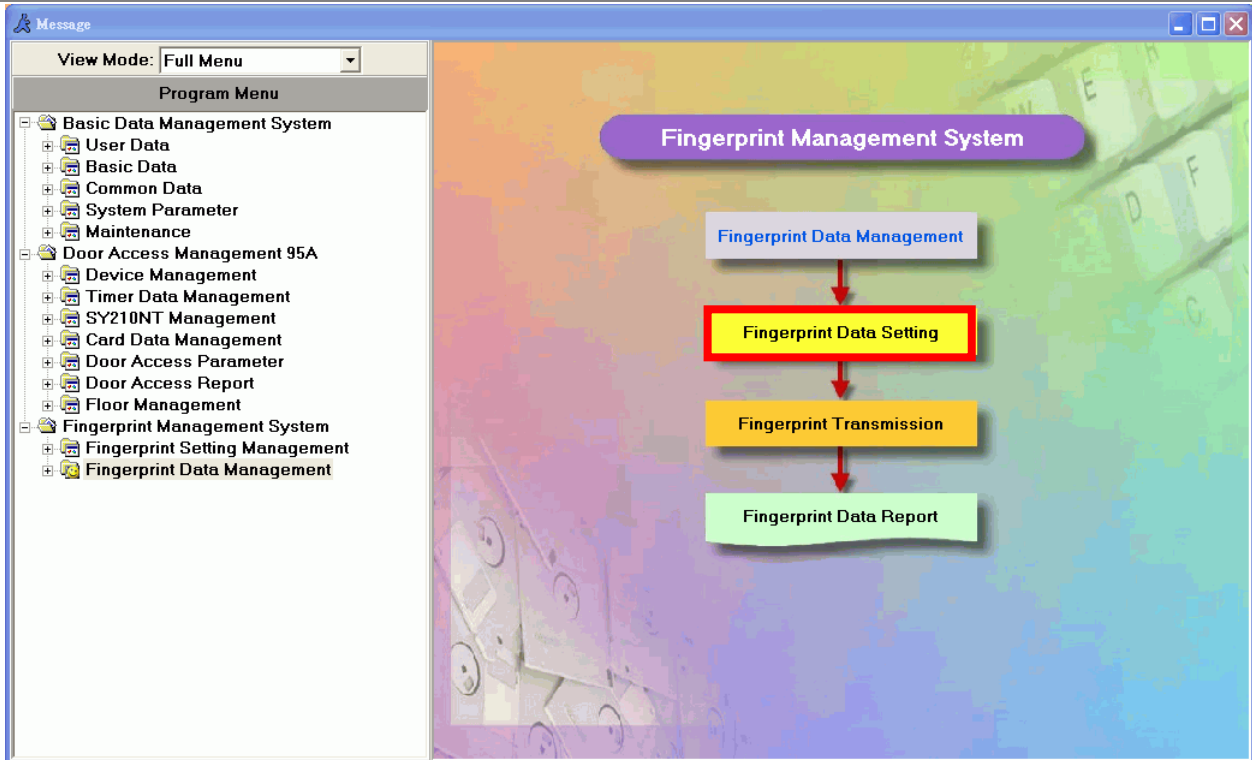 Message
View Mode: Full Menu
Program Menu
Basic Data Management System
User Data
Basic Data
Common Data
System Parameter
Maintenance
Door Access Management 95A
Device Management
Timer Data Management
SY210NT Management
Card Data Management
Door Access Parameter
Door Access Report
Floor Management
Fingerprint Management System
Fingerprint Setting Management
Fingerprint Data Management
Fingerprint Management System
Fingerprint Data Management
Fingerprint Data Setting
Fingerprint Transmission
Fingerprint Data Report
W E R
D F
C